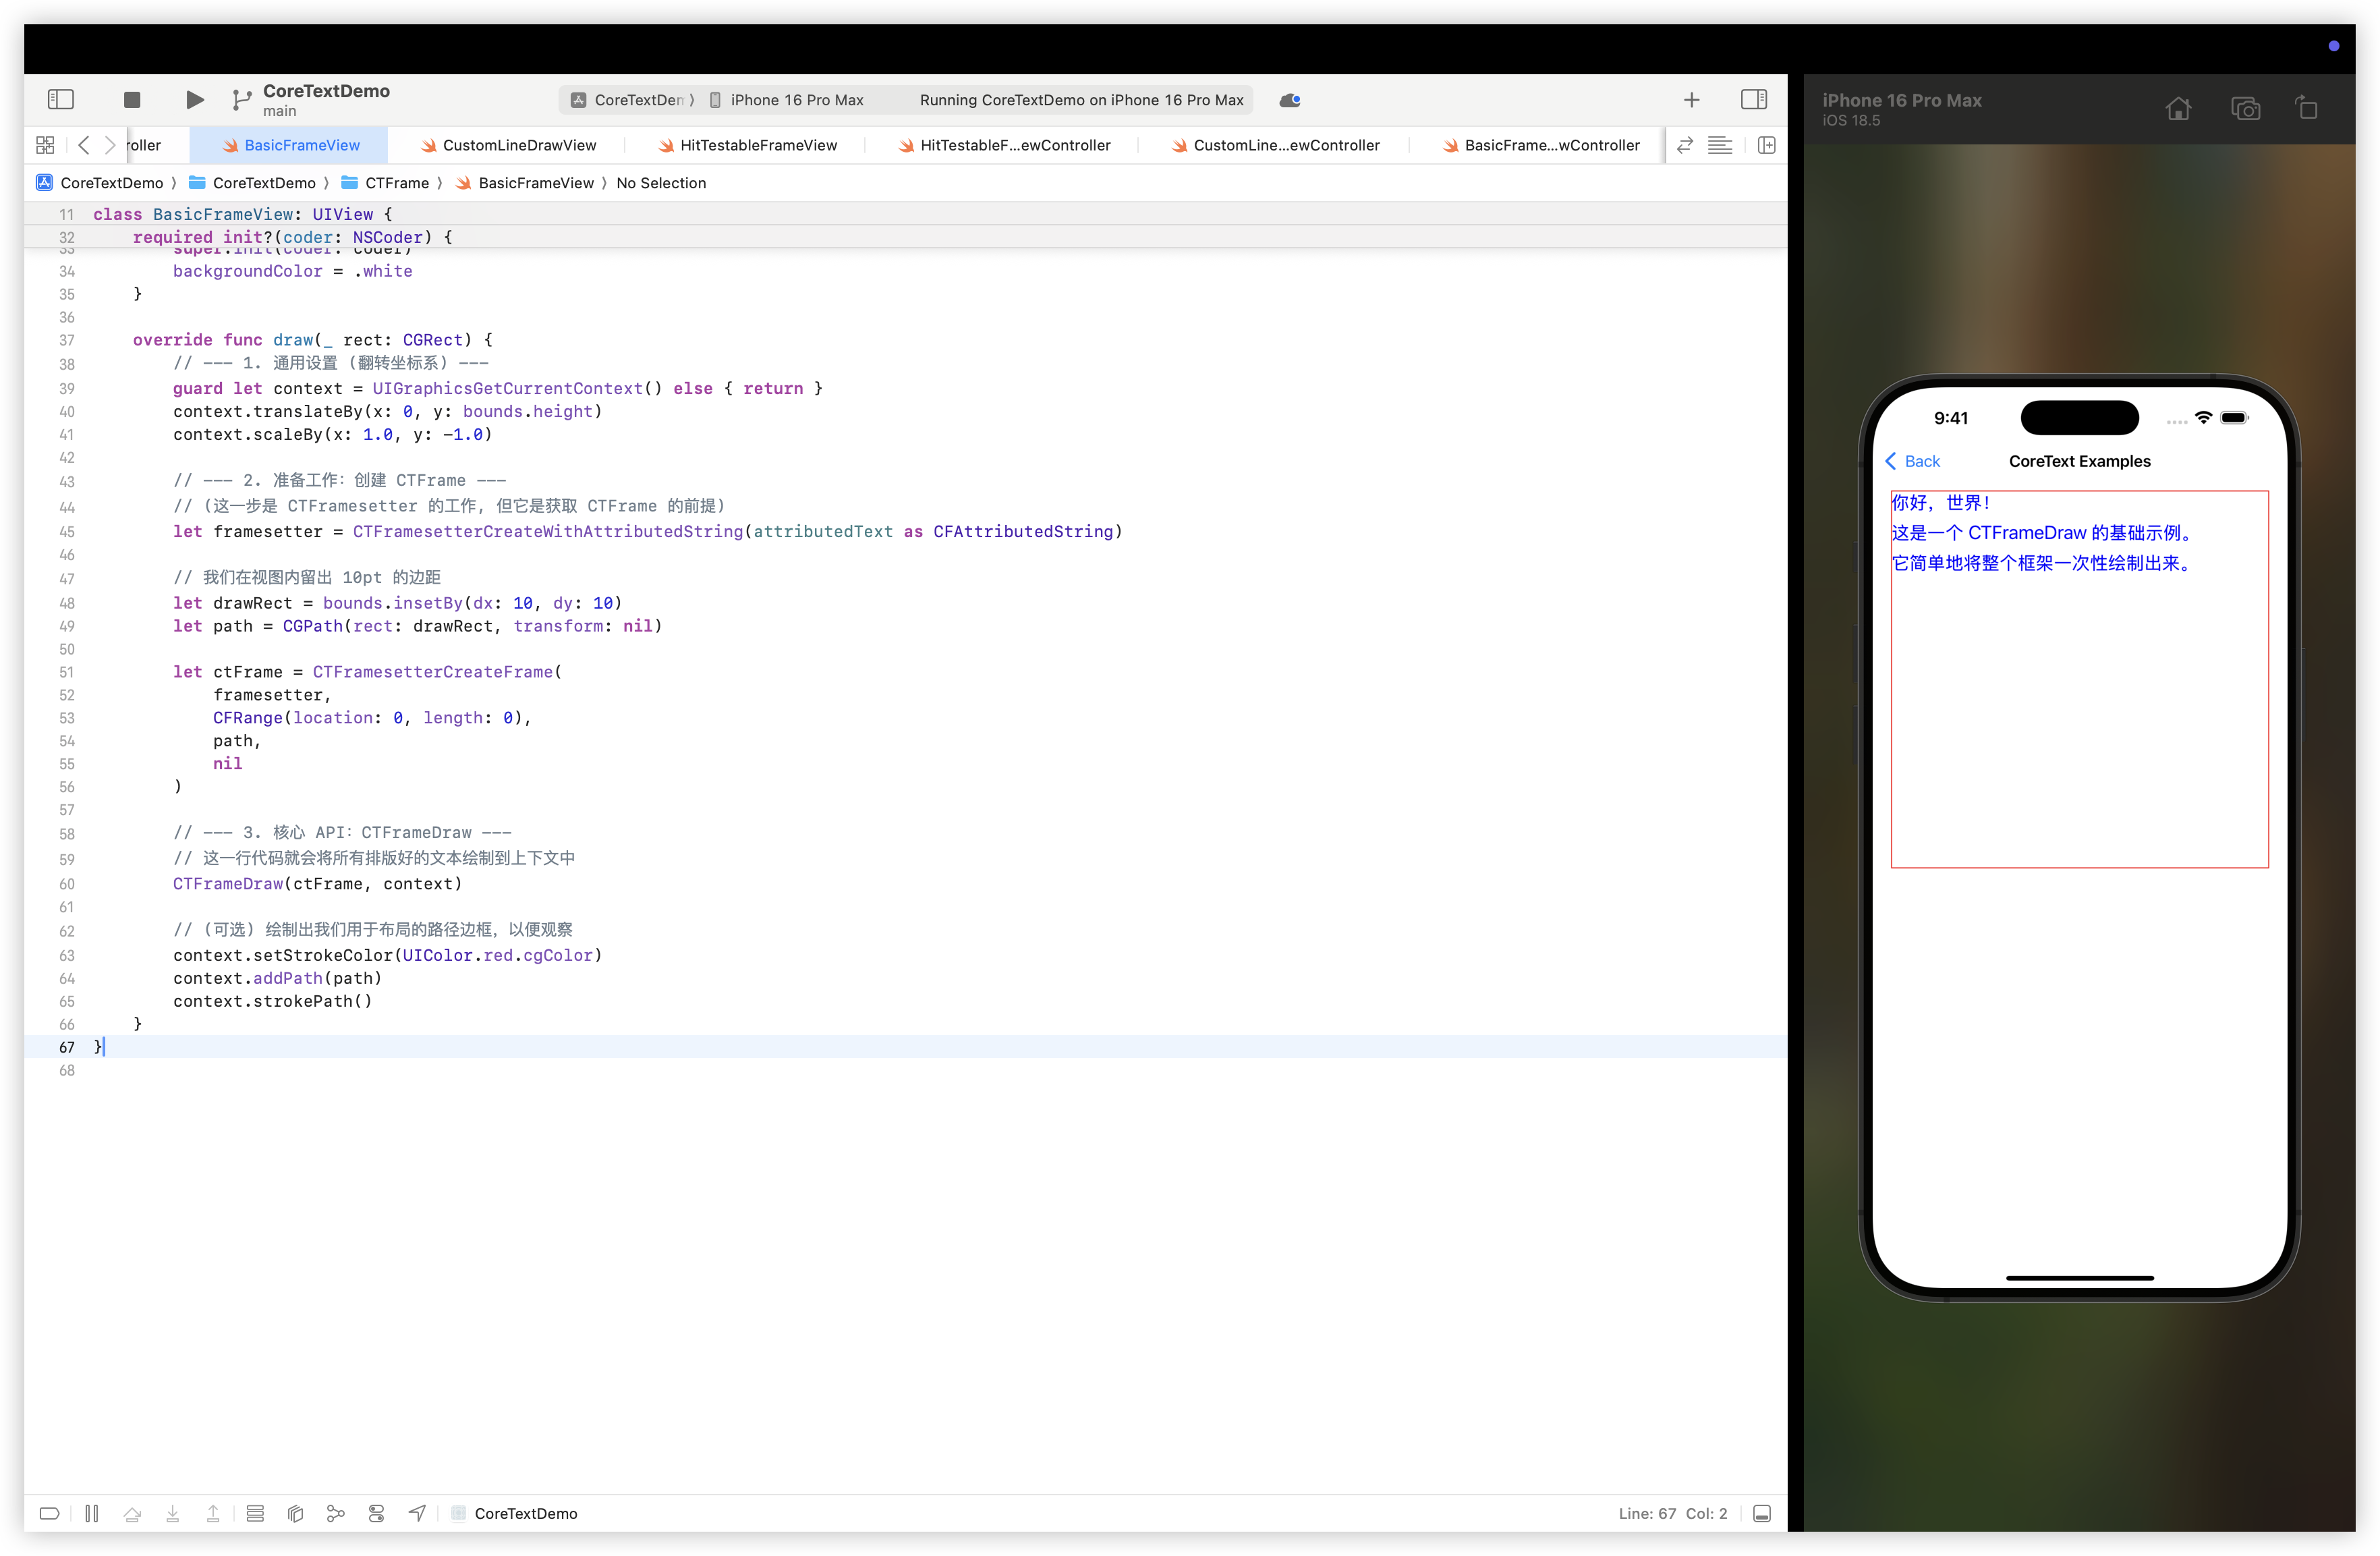 CoreTextDemo
main
CoreTextDem
iPhone 16 Pro Max
Running CoreTextDemo on iPhone 16 Pro Max
roller
BasicFrameView
CustomLineDrawView
HitTestableFrameView
HitTestableF...ewController
CustomLine...ewController
BasicFrame...wController
CoreTextDemo 〉 CoreTextDemo 〉 CTFrame 〉 BasicFrameView 〉 No Selection
11 class BasicFrameView: UIView {
32 required init?(coder: NSCoder) {
33 super.init(coder: coder)
34 backgroundColor = .white
35 }
36
37 override func draw(_ rect: CGRect) {
38 // --- 1. 通用设置 (翻转坐标系) ---
39 guard let context = UIGraphicsGetCurrentContext() else { return }
40 context.translateBy(x: 0, y: bounds.height)
41 context.scaleBy(x: 1.0, y: -1.0)
42
43 // --- 2. 准备工作：创建 CTFrame ---
44 // (这一步是 CTFramesetter 的工作, 但它是获取 CTFrame 的前提)
45 let framesetter = CTFramesetterCreateWithAttributedString(attributedText as CFAttributedString)
46
47 // 我们在视图内留出 10pt 的边距
48 let drawRect = bounds.insetBy(dx: 10, dy: 10)
49 let path = CGPath(rect: drawRect, transform: nil)
50
51 let ctFrame = CTFramesetterCreateFrame(
52 framesetter,
53 CFRange(location: 0, length: 0),
54 path,
55 nil
56 )
57
58 // --- 3. 核心 API：CTFrameDraw ---
59 // 这一行代码就会将所有排版好的文本绘制到上下文中
60 CTFrameDraw(ctFrame, context)
61
62 // (可选) 绘制出我们用于布局的路径边框，以便观察
63 context.setStrokeColor(UIColor.red.cgColor)
64 context.addPath(path)
65 context.strokePath()
66 }
67 }
68
CoreTextDemo
Line: 67 Col: 2
iPhone 16 Pro Max
iOS 18.5
9:41
Back
CoreText Examples
你好，世界！
这是一个 CTFrameDraw 的基础示例。
它简单地将整个框架一次性绘制出来。